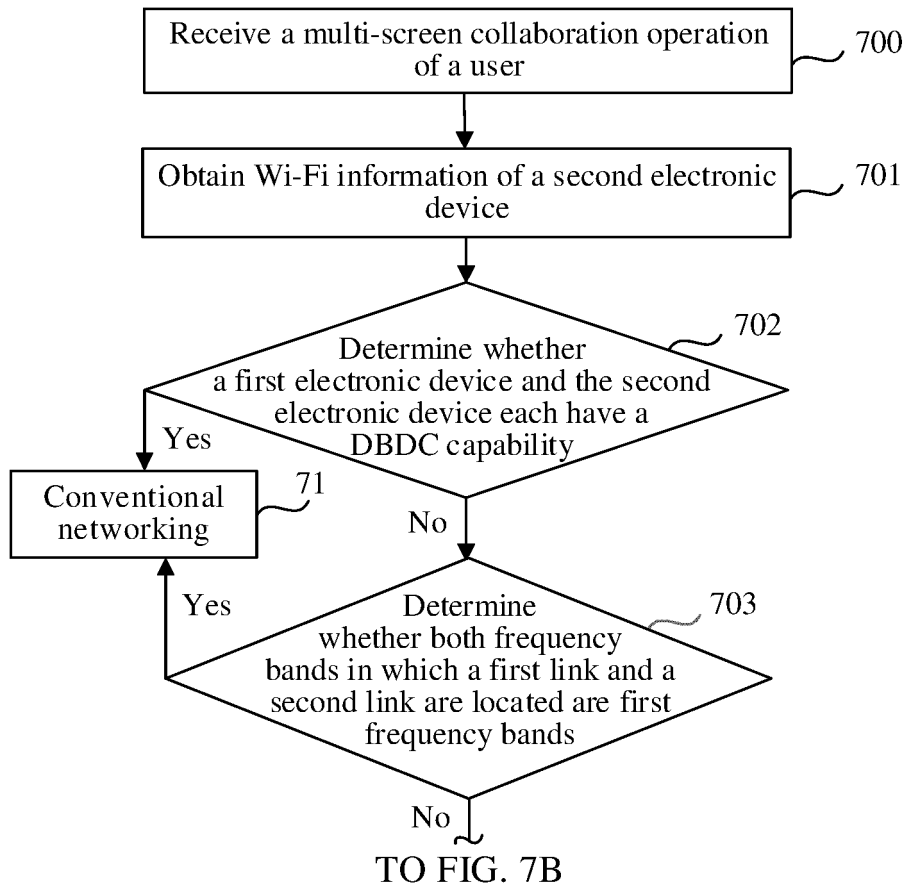 Receive a multi-screen collaboration operation
of a user
700
Obtain Wi-Fi information of a second electronic
device
701
702
Determine whether
a first electronic device and the second
electronic device each have a
DBDC capability
Yes
71
Conventional
networking
No
Yes
703
Determine
whether both frequency
bands in which a first link and a
second link are located are first
frequency bands
No
TO FIG. 7B